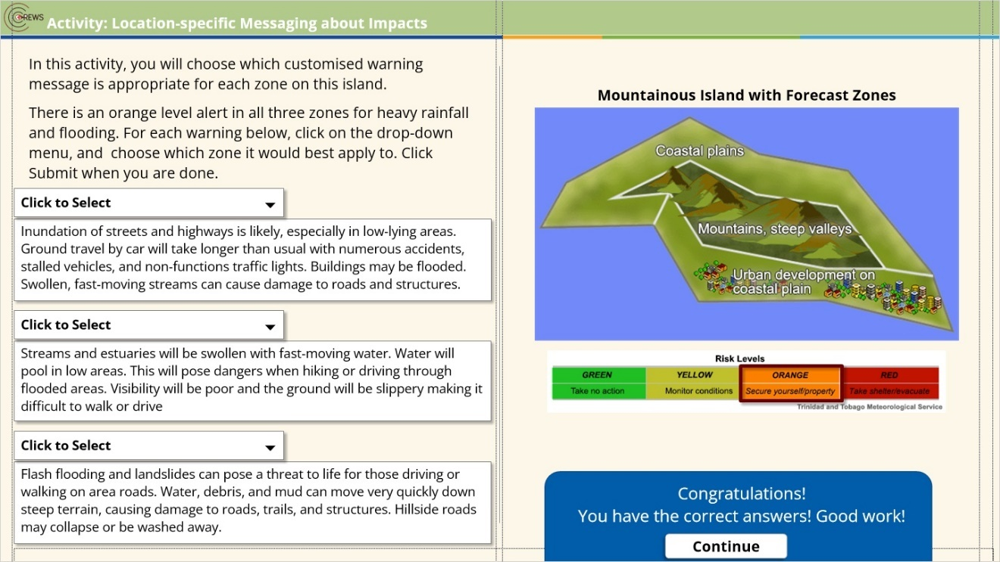 CREWS
Activity: Location-specific Messaging about Impacts
In this activity, you will choose which customised warning
message is appropriate for each zone on this island.
There is an orange level alert in all three zones for heavy rainfall
and flooding. For each warning below, click on the drop-down
menu, and choose which zone it would best apply to. Click
Submit when you are done.
Click to Select
Inundation of streets and highways is likely, especially in low-lying areas.
Ground travel by car will take longer than usual with numerous accidents,
stalled vehicles, and non-functions traffic lights. Buildings may be flooded.
Swollen, fast-moving streams can cause damage to roads and structures.
Click to Select
Streams and estuaries will be swollen with fast-moving water. Water will
pool in low areas. This will pose dangers when hiking or driving through
flooded areas. Visibility will be poor and the ground will be slippery making it
difficult to walk or drive
Click to Select
Flash flooding and landslides can pose a threat to life for those driving or
walking on area roads. Water, debris, and mud can move very quickly down
steep terrain, causing damage to roads, trails, and structures. Hillside roads
may collapse or be washed away.
Mountainous Island with Forecast Zones
Coastal plains
Mountains, steep valleys
Urban development on
coastal plain
Risk Levels
GREEN YELLOW ORANGE RED
Take no action Monitor conditions Secure yourself/property Take shelter/evacuate
Trinidad and Tobago Meteorological Service
Congratulations!
You have the correct answers! Good work!
Continue